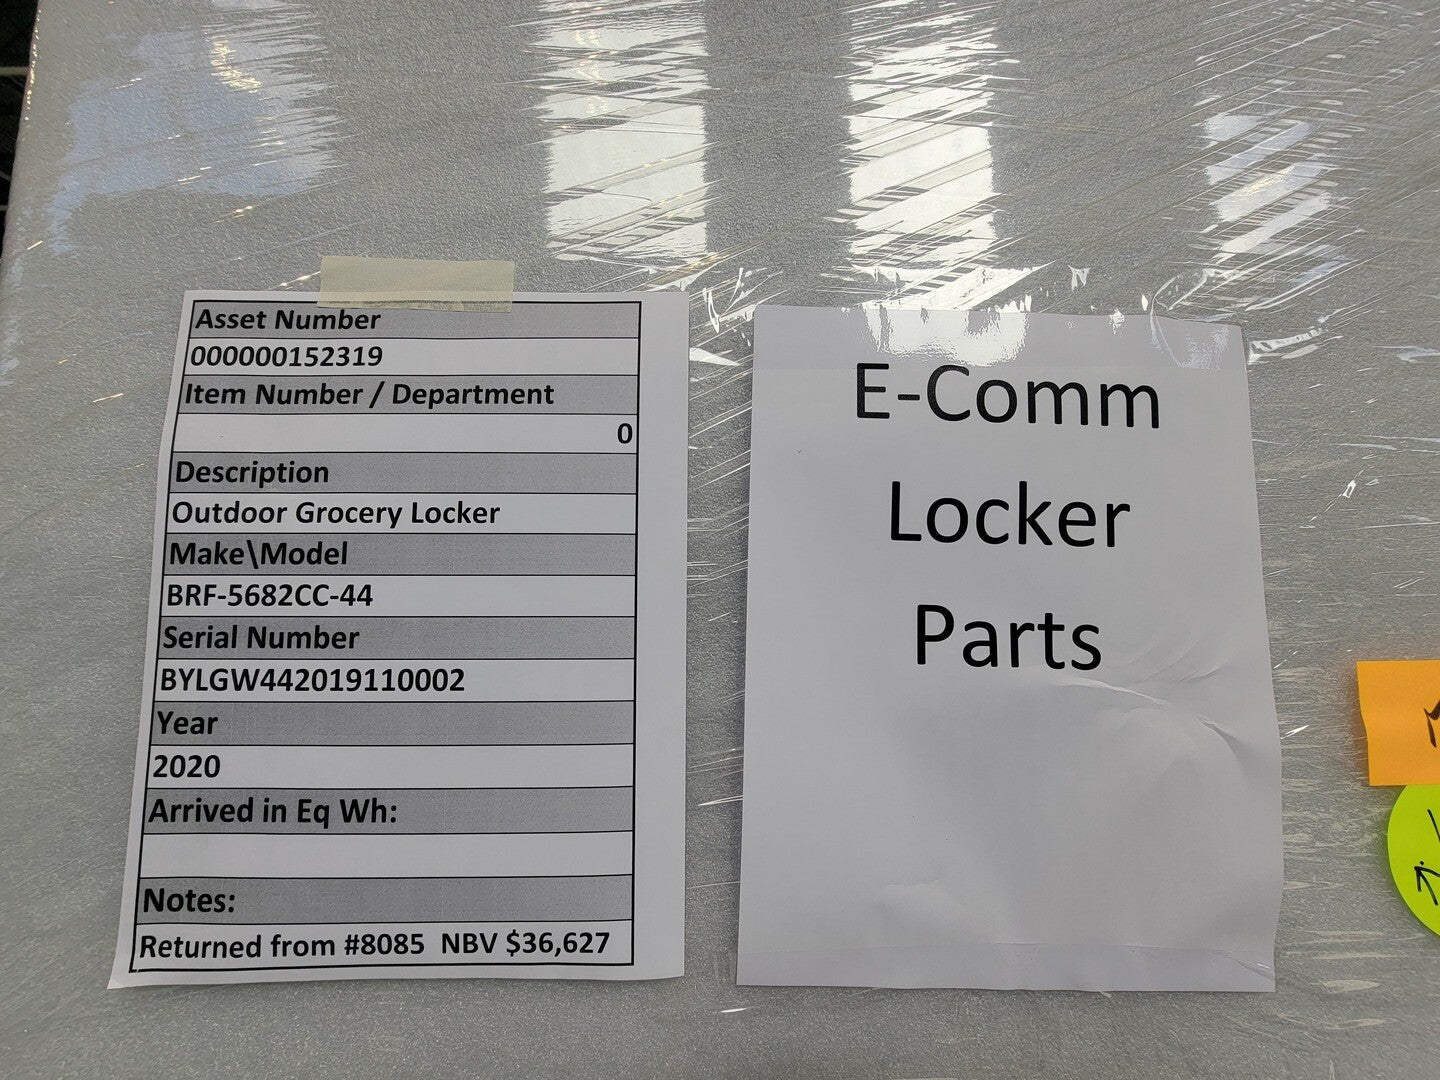 Asset Number
000000152319
Item Number / Department
0
Description
Outdoor Grocery Locker
Make\Model
BRF-5682CC-44
Serial Number
BYLGW442019110002
Year
2020
Arrived in Eq Wh:
Notes:
Returned from #8085 NBV $36,627
E-Comm
Locker
Parts